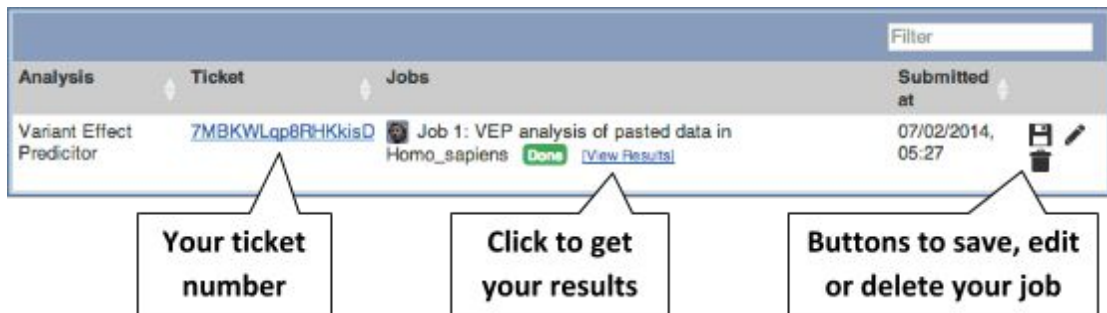 Filter
Analysis Ticket Jobs Submitted
at
Variant Effect 7MBKWLqp8RHKkisD Job 1: VEP analysis of pasted data in 07/02/2014,
Predicitor Homo_sapiens Done [View Results] 05:27
Your ticket
number
Click to get
your results
Buttons to save, edit
or delete your job